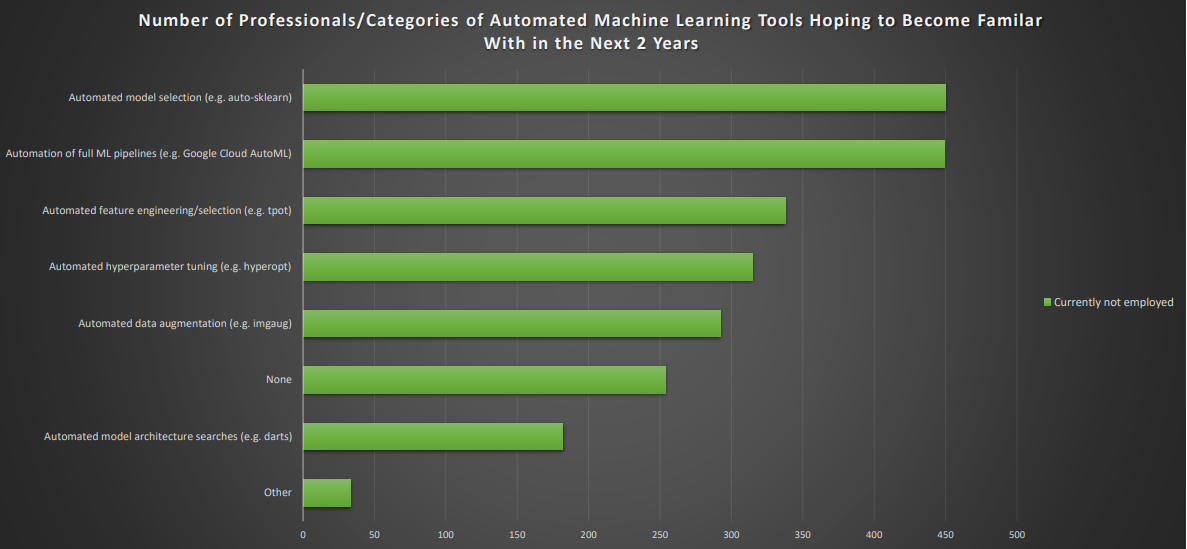 Number of Professionals/Categories of Automated Machine Learning Tools Hoping to Become Familar
With in the Next 2 Years
Automated model selection (e.g. auto-sklearn)
Automation of full ML pipelines (e.g. Google Cloud AutoML)
Automated feature engineering/selection (e.g. tpot)
Automated hyperparameter tuning (e.g. hyperopt)
Automated data augmentation (e.g. imgaug)
None
Automated model architecture searches (e.g. darts)
Other
0 50 100 150 200 250 300 350 400 450 500
Currently not employed